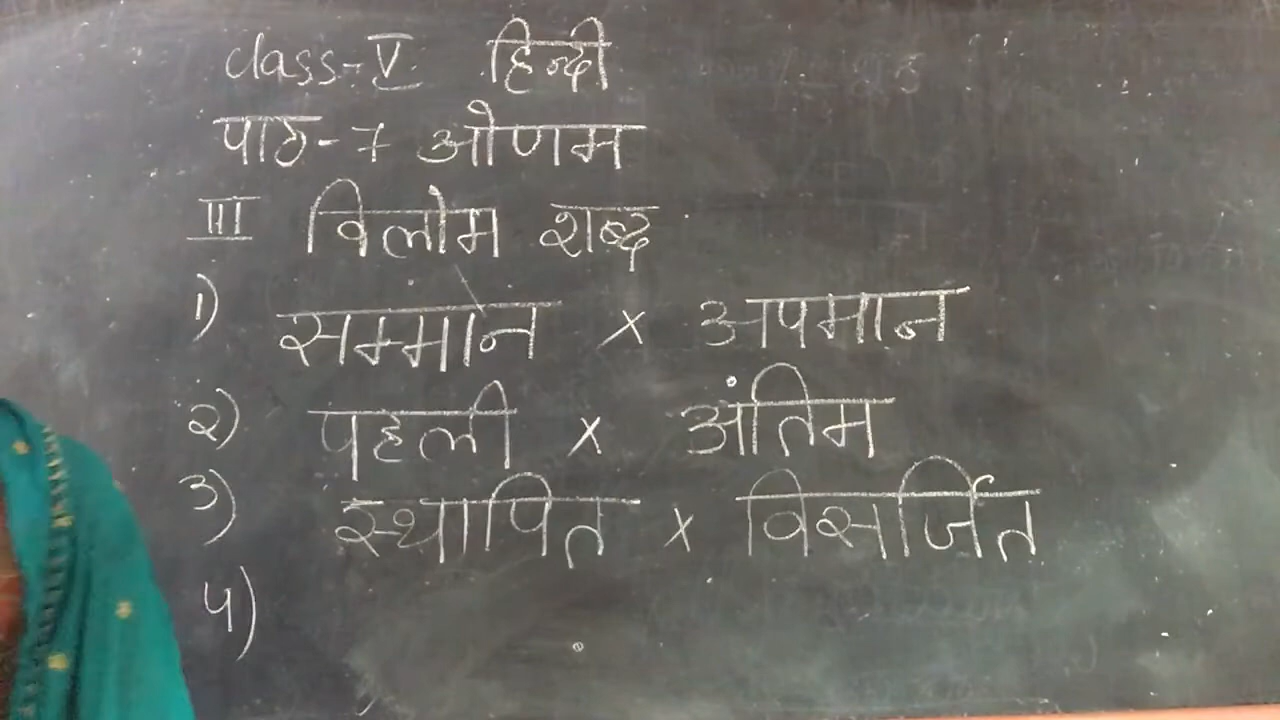 class-V हिन्दी
पाठ-7 ओणम
III विलोम शब्द
1) सम्मान x अपमान
2) पहली x अंतिम
3) स्थापित x विसर्जित
4)